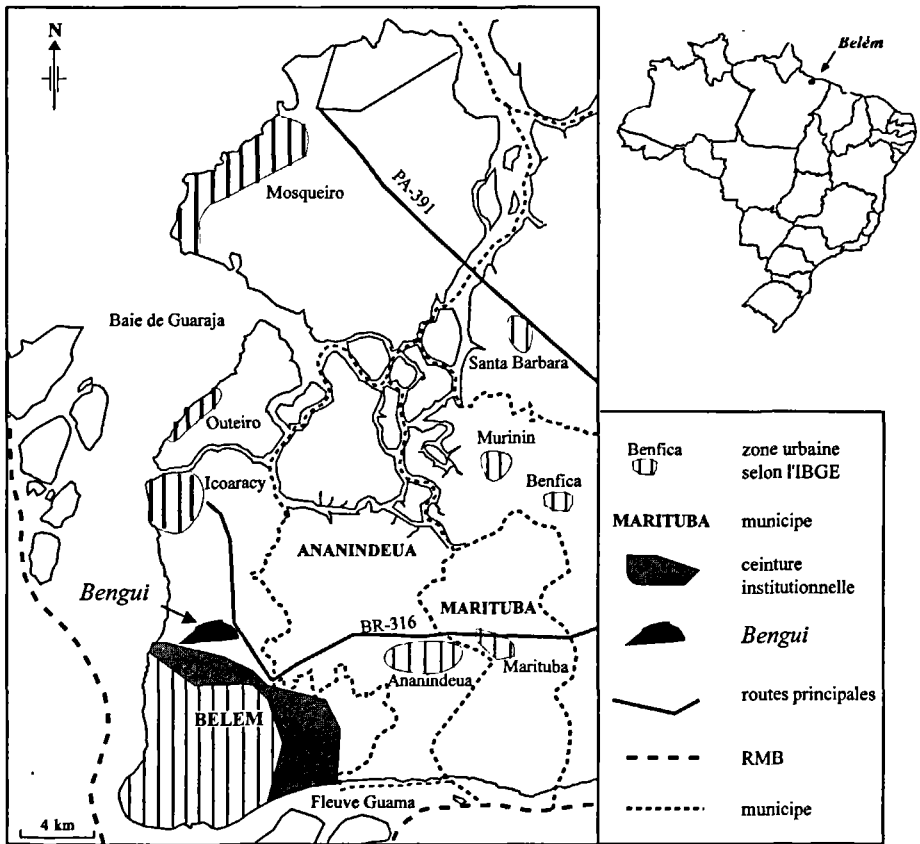 N
Belèm
PA-391
Mosqueiro
Baie de Guaraja
Santa Barbara
Outeiro
Murinin
Icoaracy
Benfica
ANANINDEUA
Bengui
MARITUBA
BR-316
Ananindeua
Marituba
BELEM
Fleuve Guama
4 km
Benfica
zone urbaine
selon l'IBGE
MARITUBA
municipe
ceinture
institutionnelle
Bengui
routes principales
RMB
municipe